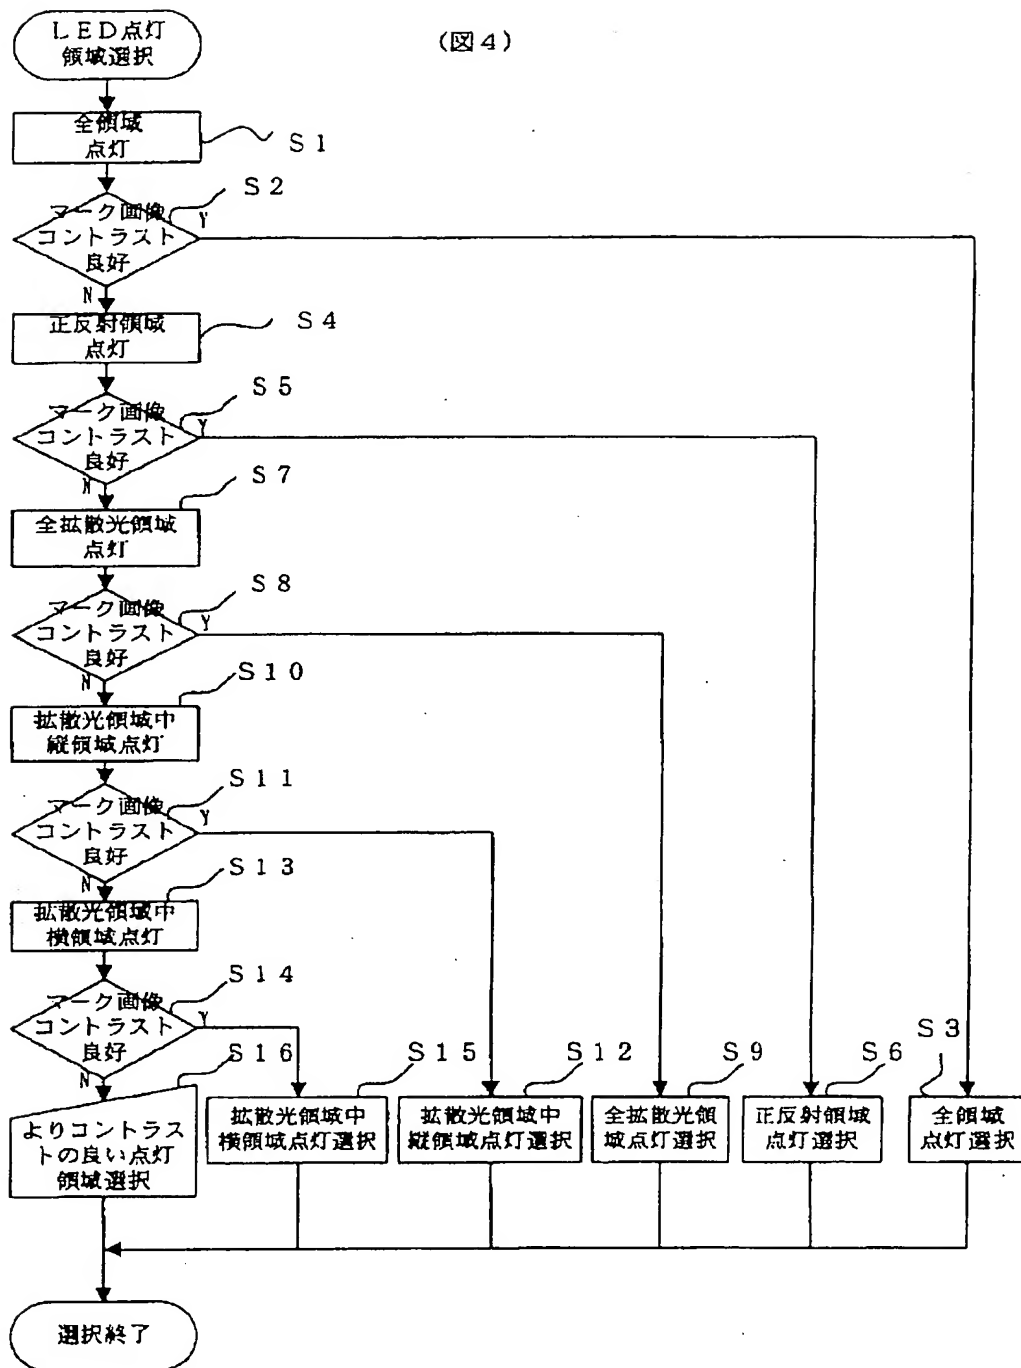 LED点灯
領域選択
(図4)
全領域
点灯
S1
S2
マーク画像
コントラスト
良好
Y
N
正反射領域
点灯
S4
S5
マーク画像
コントラスト
良好
Y
N
S7
全拡散光領域
点灯
S8
マーク画像
コントラスト
良好
Y
N
S10
拡散光領域中
縦領域点灯
S11
マーク画像
コントラスト
良好
Y
N
S13
拡散光領域中
横領域点灯
S14
マーク画像
コントラスト
良好
Y
N
S16
よりコントラス
トの良い点灯
領域選択
S15
拡散光領域中
横領域点灯選択
S12
拡散光領域中
縦領域点灯選択
S9
全拡散光領
域点灯選択
S6
正反射領域
点灯選択
S3
全領域
点灯選択
選択終了